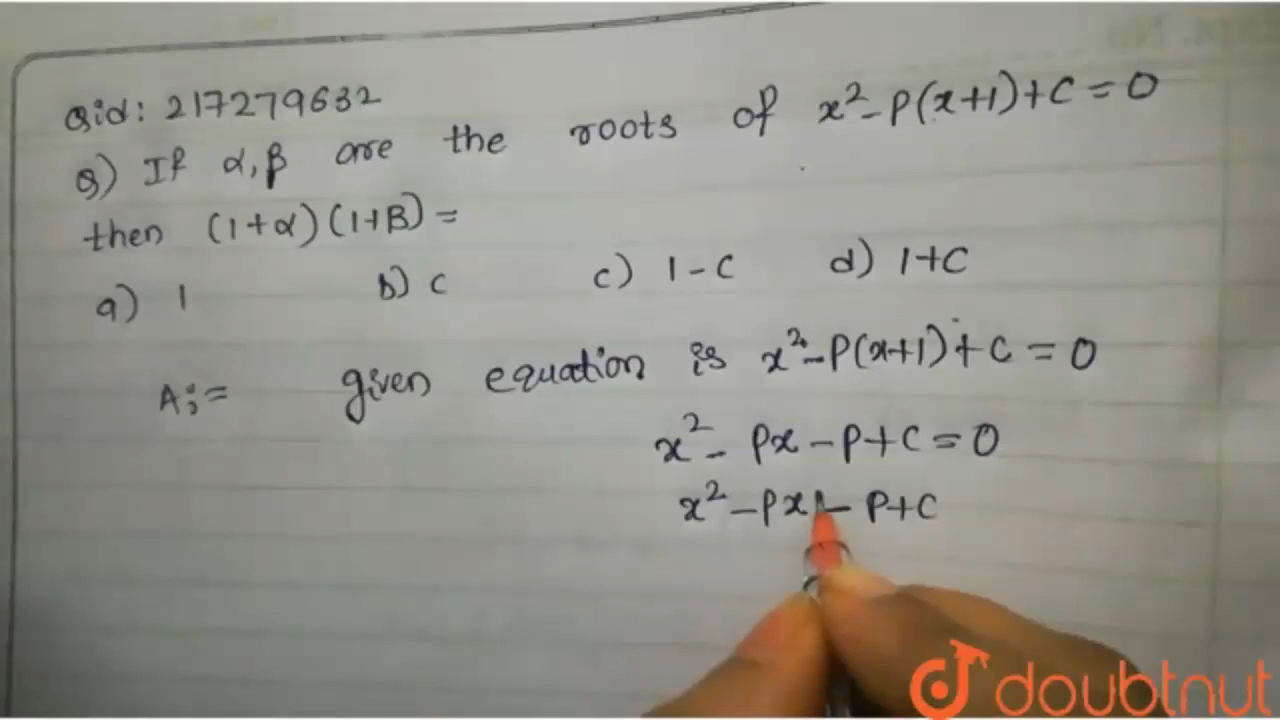 Qid: 217279632
Q) If α, β are the roots of x² - P(x+1) + C = 0
then (1+α)(1+β) =
a) 1 b) C c) 1-C d) 1+C
A:= given equation is x² - P(x+1) + C = 0
x² - Px - P + C = 0
x² - Px - P + C
doubtnut